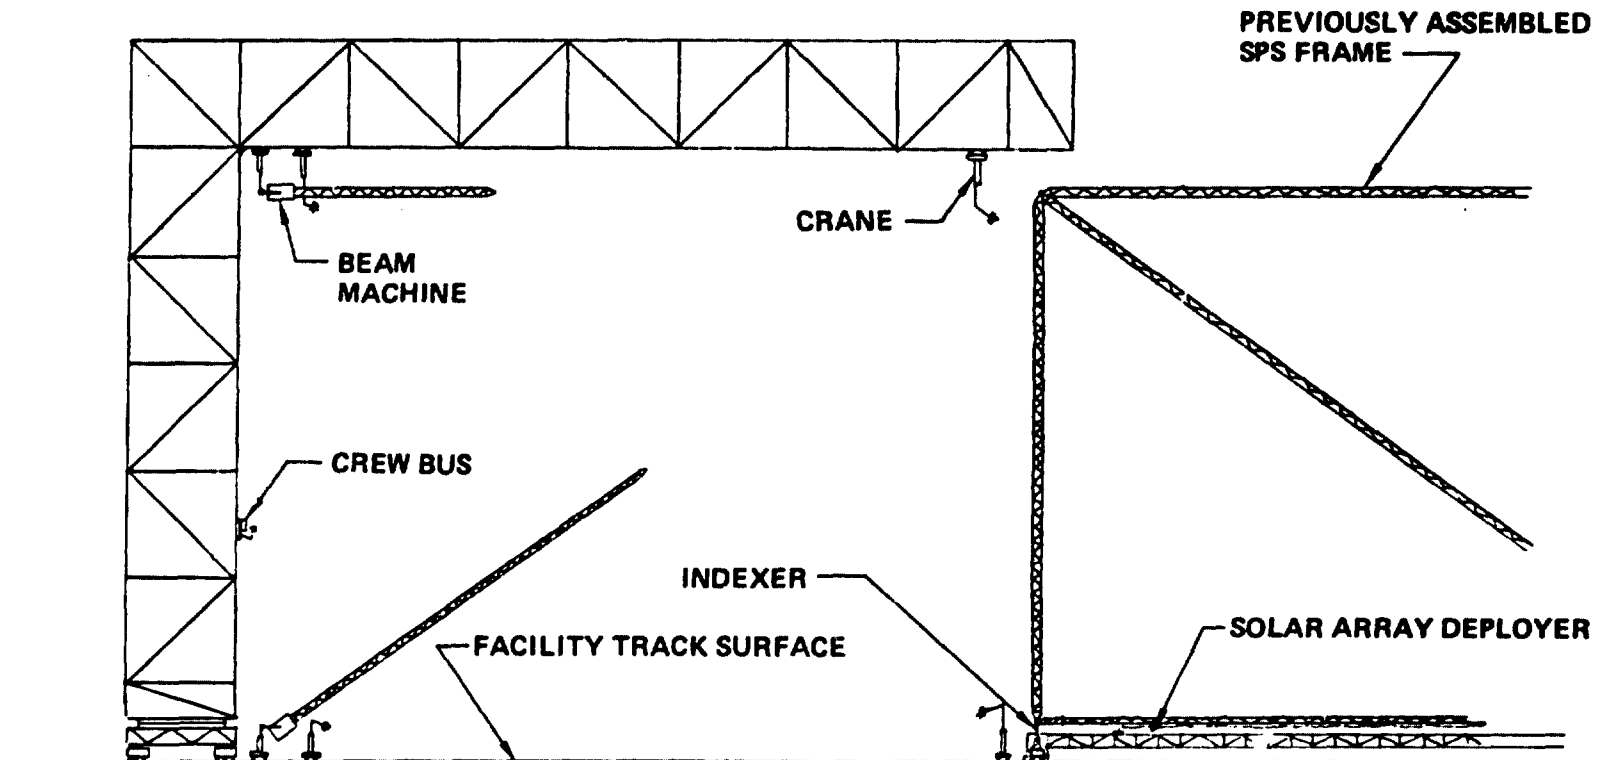 PREVIOUSLY ASSEMBLED
SPS FRAME
CRANE
BEAM
MACHINE
CREW BUS
INDEXER
SOLAR ARRAY DEPLOYER
FACILITY TRACK SURFACE